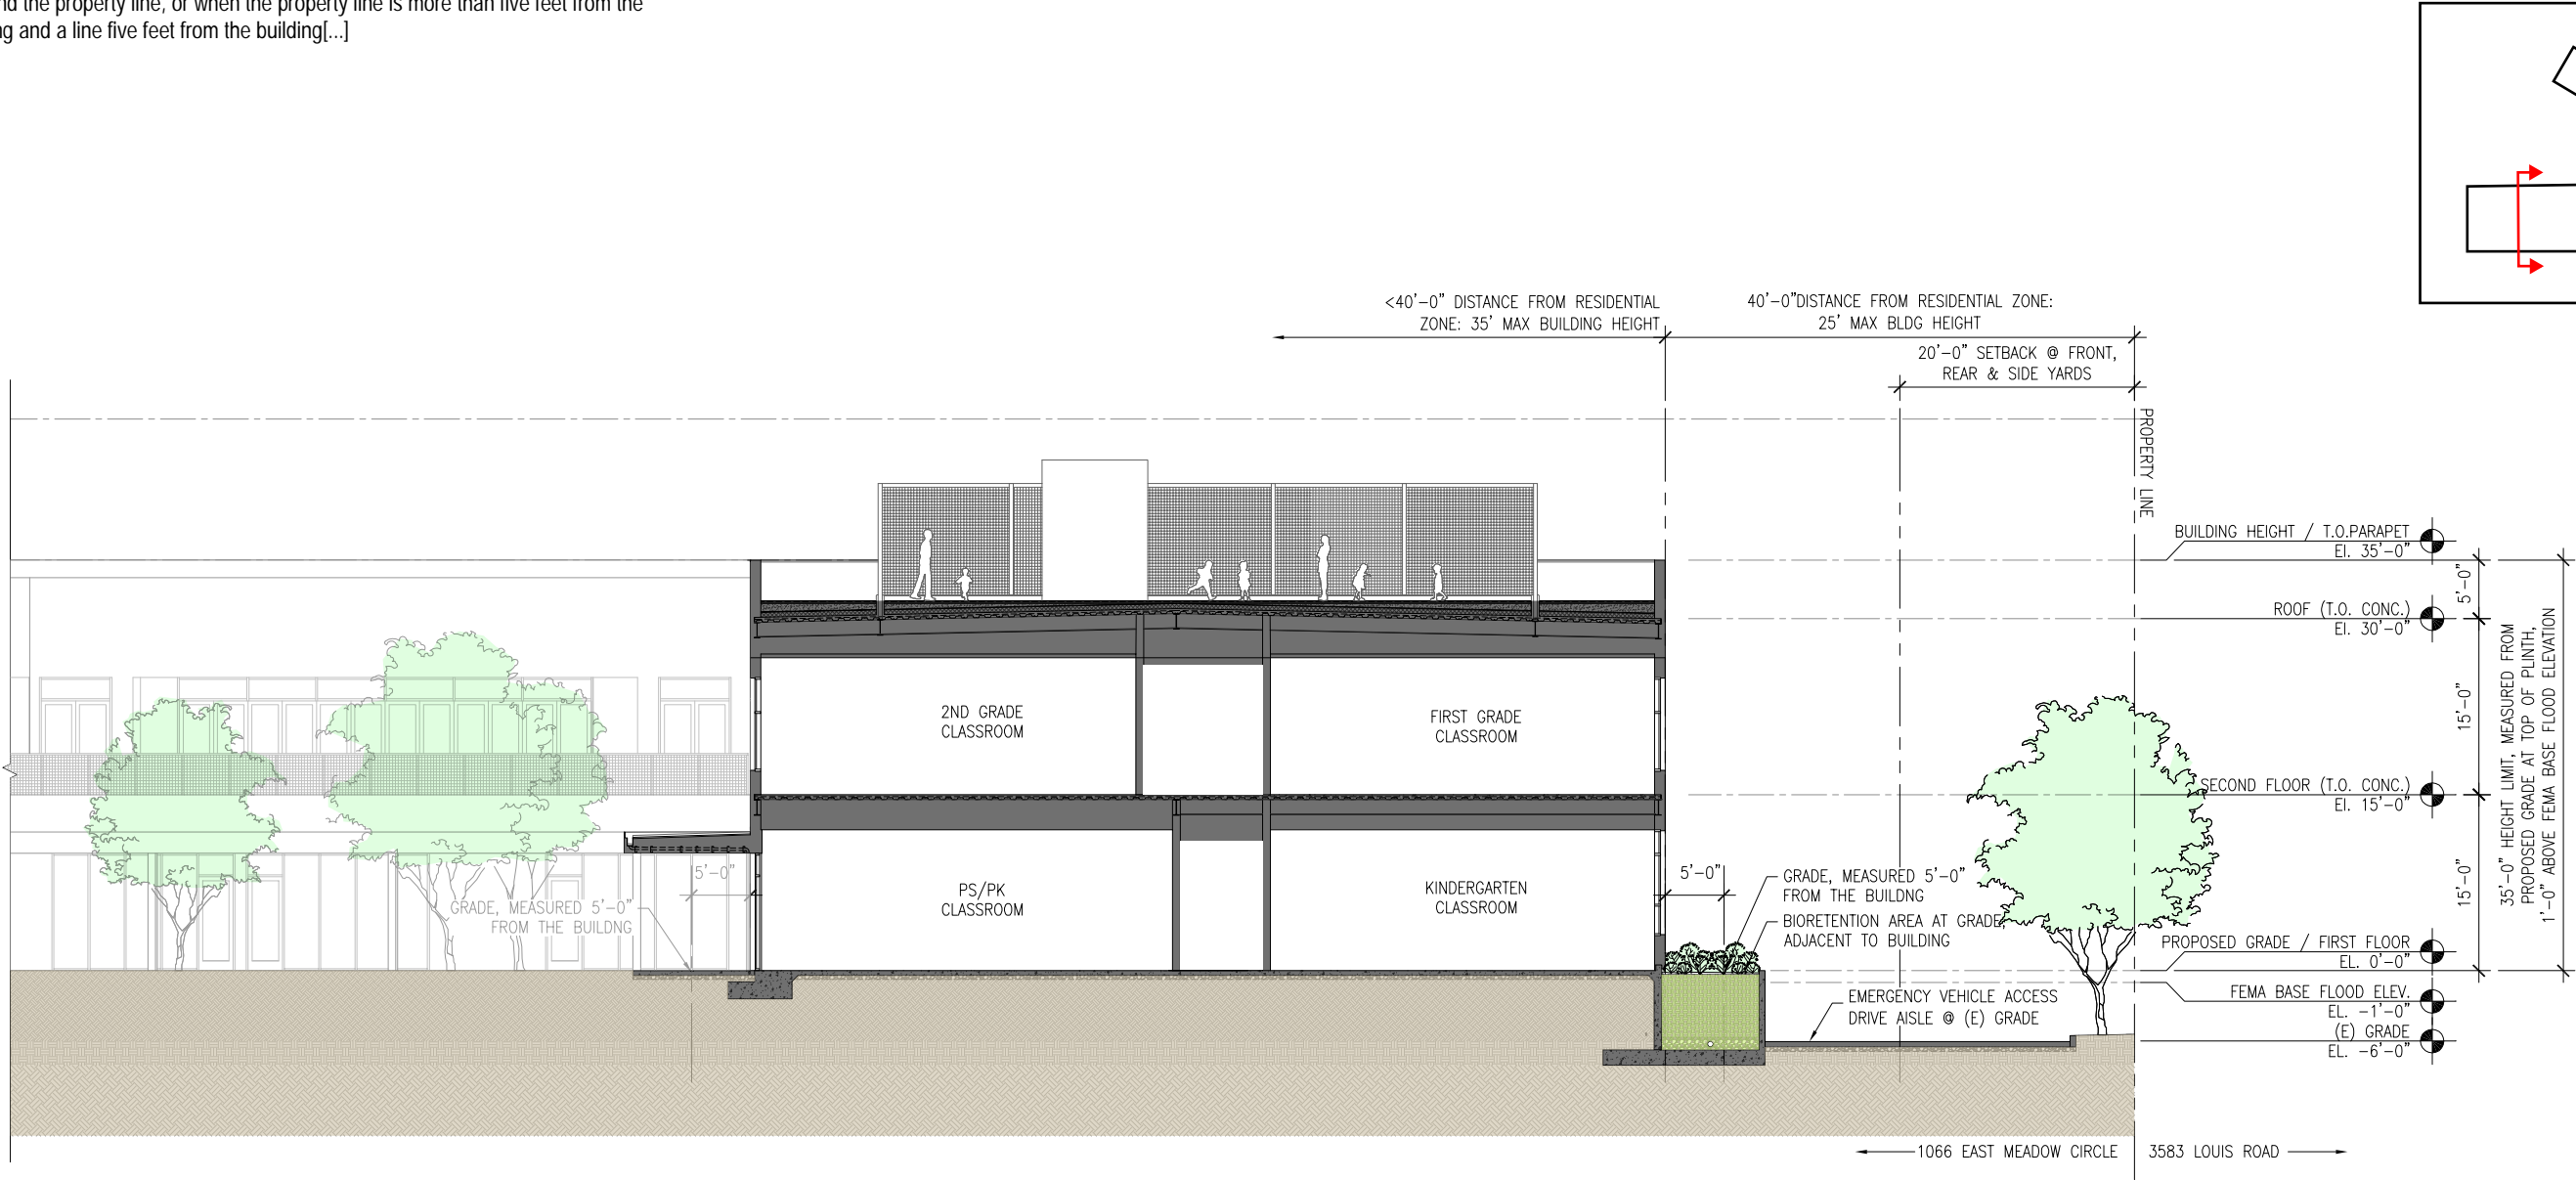 nd the property line, or when the property line is more than five feet from the
ng and a line five feet from the building[...]
<40'-0" DISTANCE FROM RESIDENTIAL
ZONE: 35' MAX BUILDING HEIGHT
40'-0"DISTANCE FROM RESIDENTIAL ZONE:
25' MAX BLDG HEIGHT
20'-0" SETBACK @ FRONT,
REAR & SIDE YARDS
PROPERTY LINE
BUILDING HEIGHT / T.O.PARAPET
El. 35'-0"
5'-0"
ROOF (T.O. CONC.)
El. 30'-0"
15'-0"
35'-0" HEIGHT LIMIT, MEASURED FROM
PROPOSED GRADE AT TOP OF PLINTH,
1'-0" ABOVE FEMA BASE FLOOD ELEVATION
2ND GRADE
CLASSROOM
FIRST GRADE
CLASSROOM
SECOND FLOOR (T.O. CONC.)
El. 15'-0"
15'-0"
5'-0"
GRADE, MEASURED 5'-0"
FROM THE BUILDNG
PS/PK
CLASSROOM
KINDERGARTEN
CLASSROOM
5'-0"
GRADE, MEASURED 5'-0"
FROM THE BUILDNG
BIORETENTION AREA AT GRADE,
ADJACENT TO BUILDING
PROPOSED GRADE / FIRST FLOOR
EL. 0'-0"
FEMA BASE FLOOD ELEV.
EL. -1'-0"
(E) GRADE
EL. -6'-0"
EMERGENCY VEHICLE ACCESS
DRIVE AISLE @ (E) GRADE
1066 EAST MEADOW CIRCLE
3583 LOUIS ROAD